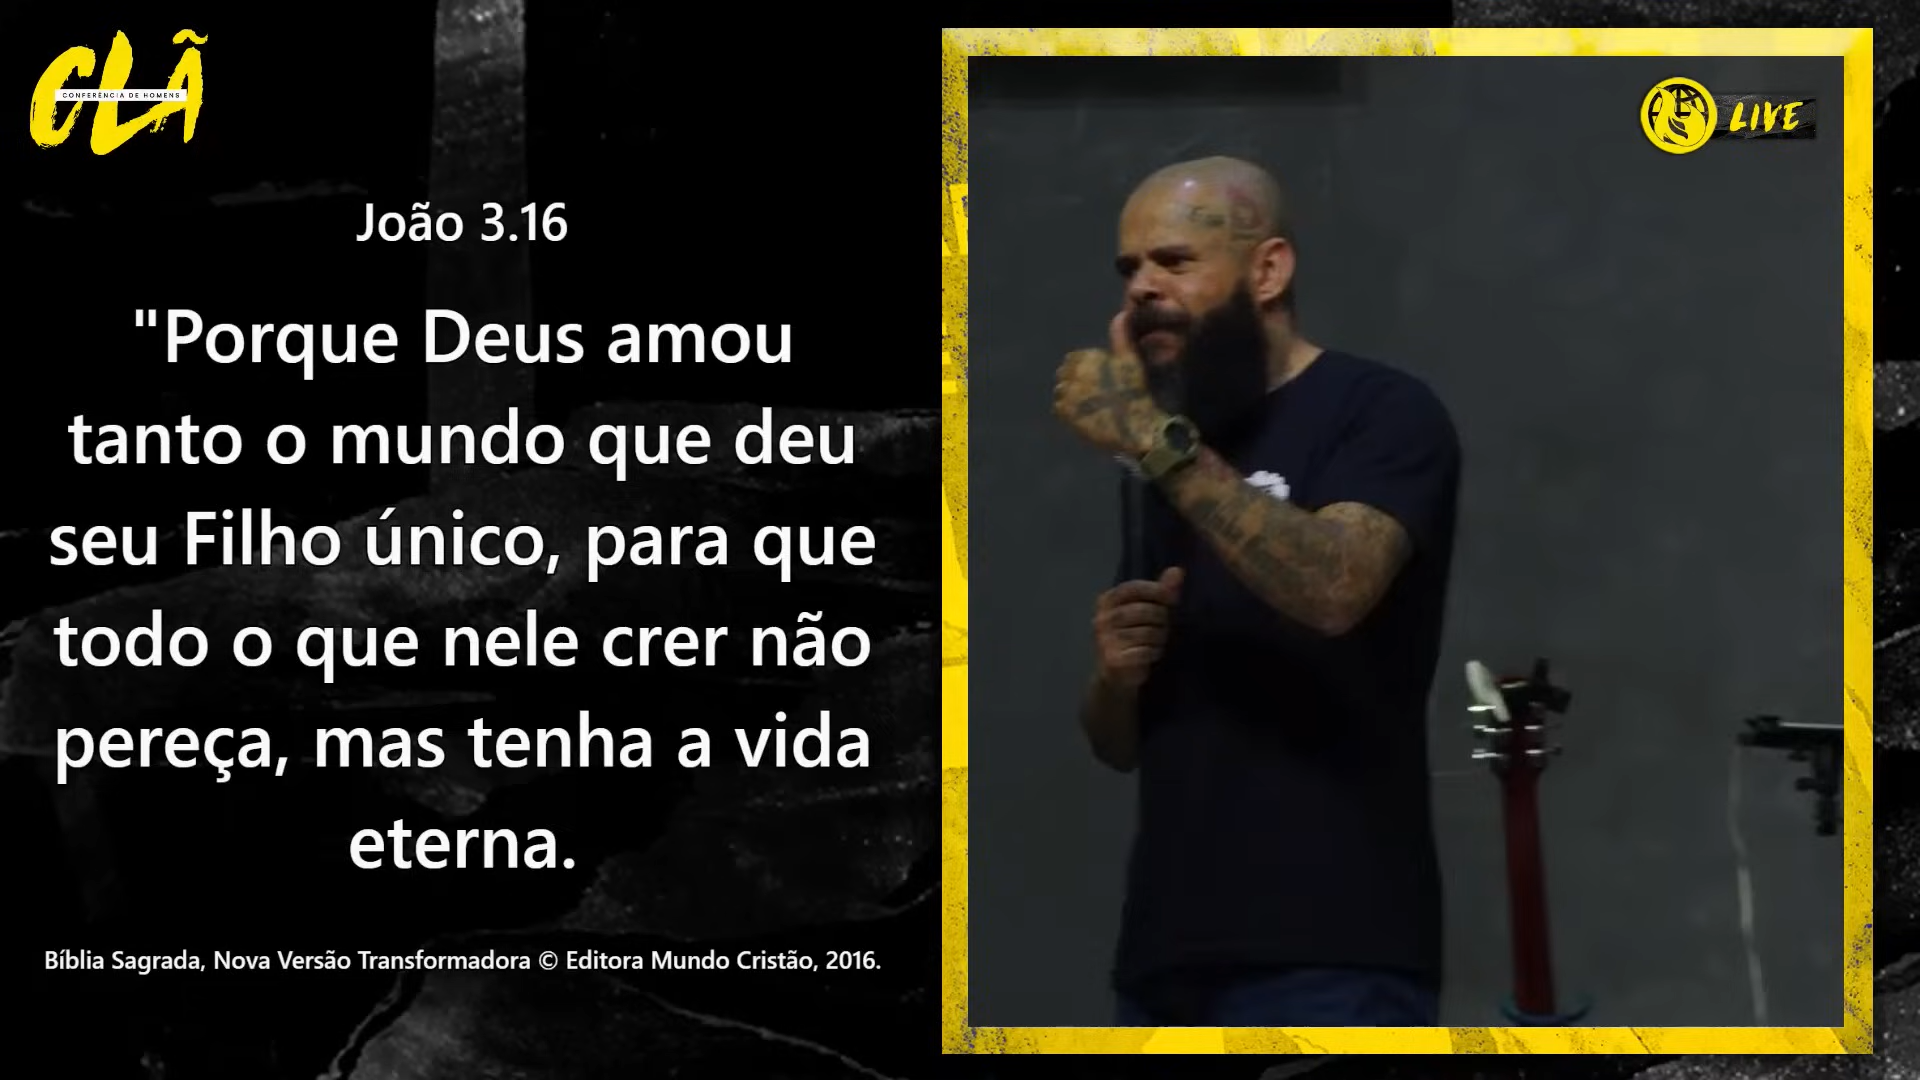 CLÃ
CONFERÊNCIA DE HOMENS
LIVE
João 3.16
"Porque Deus amou
tanto o mundo que deu
seu Filho único, para que
todo o que nele crer não
pereça, mas tenha a vida
eterna.
Bíblia Sagrada, Nova Versão Transformadora © Editora Mundo Cristão, 2016.